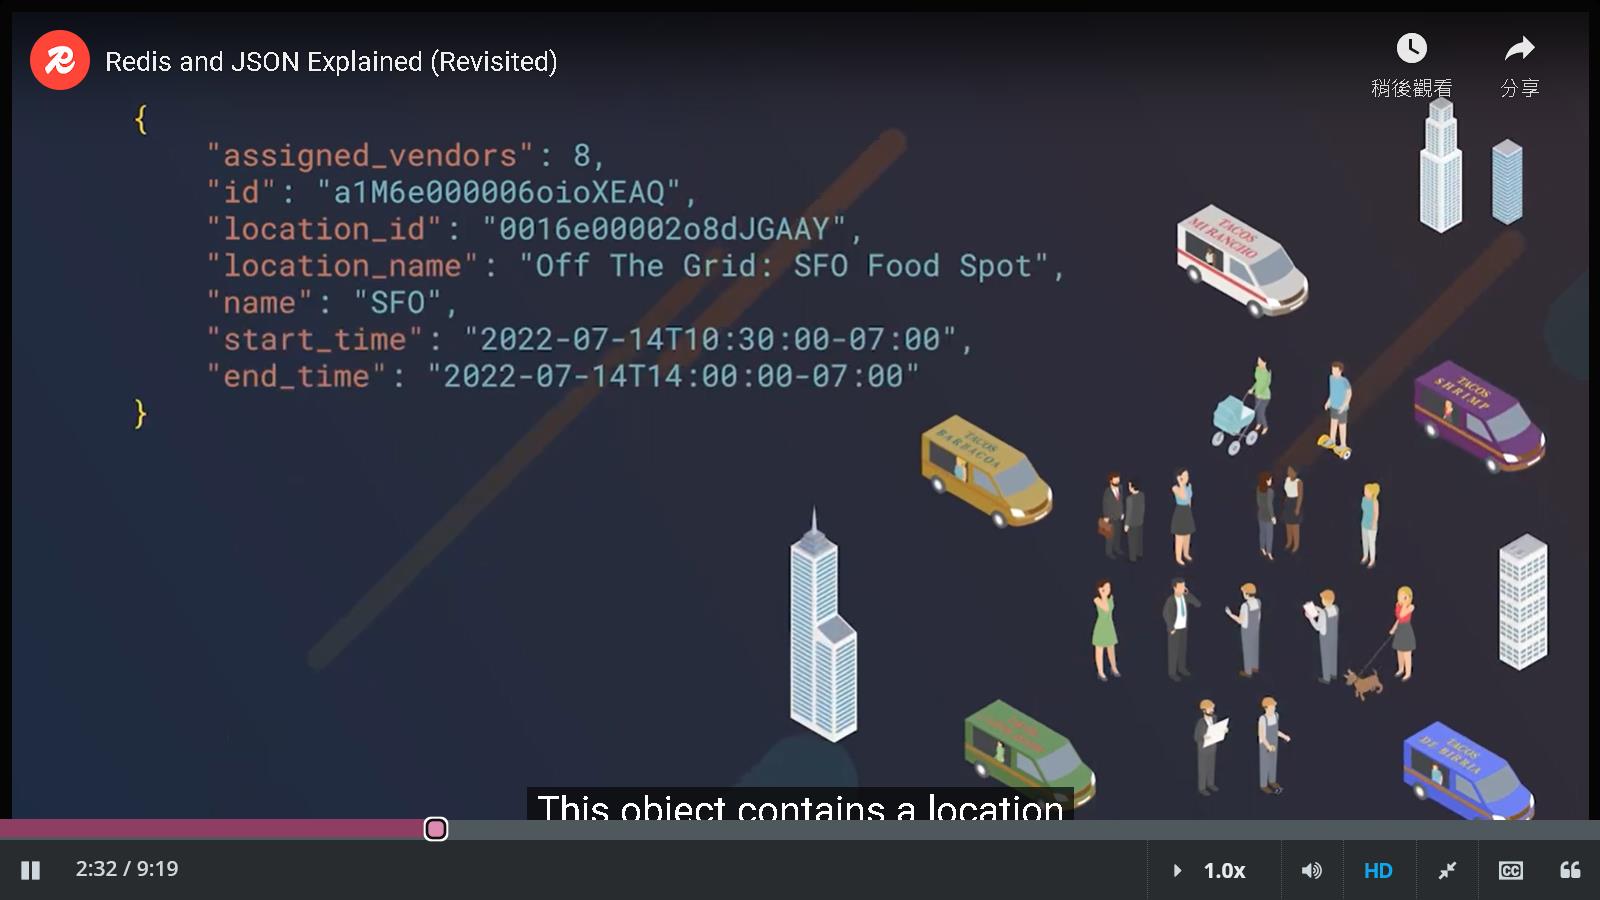 Redis and JSON Explained (Revisited)
稍後觀看
分享
{
"assigned_vendors": 8,
"id": "a1M6e000006oioXEAQ",
"location_id": "0016e00002o8dJGAAY",
"location_name": "Off The Grid: SFO Food Spot",
"name": "SFO",
"start_time": "2022-07-14T10:30:00-07:00",
"end_time": "2022-07-14T14:00:00-07:00"
}
TACOS
MI RANCHO
TACOS
SHRIMP
TACOS
BARBACOA
TACOS
DE BIRRIA
This object contains a location
2:32 / 9:19
1.0x
HD
CC